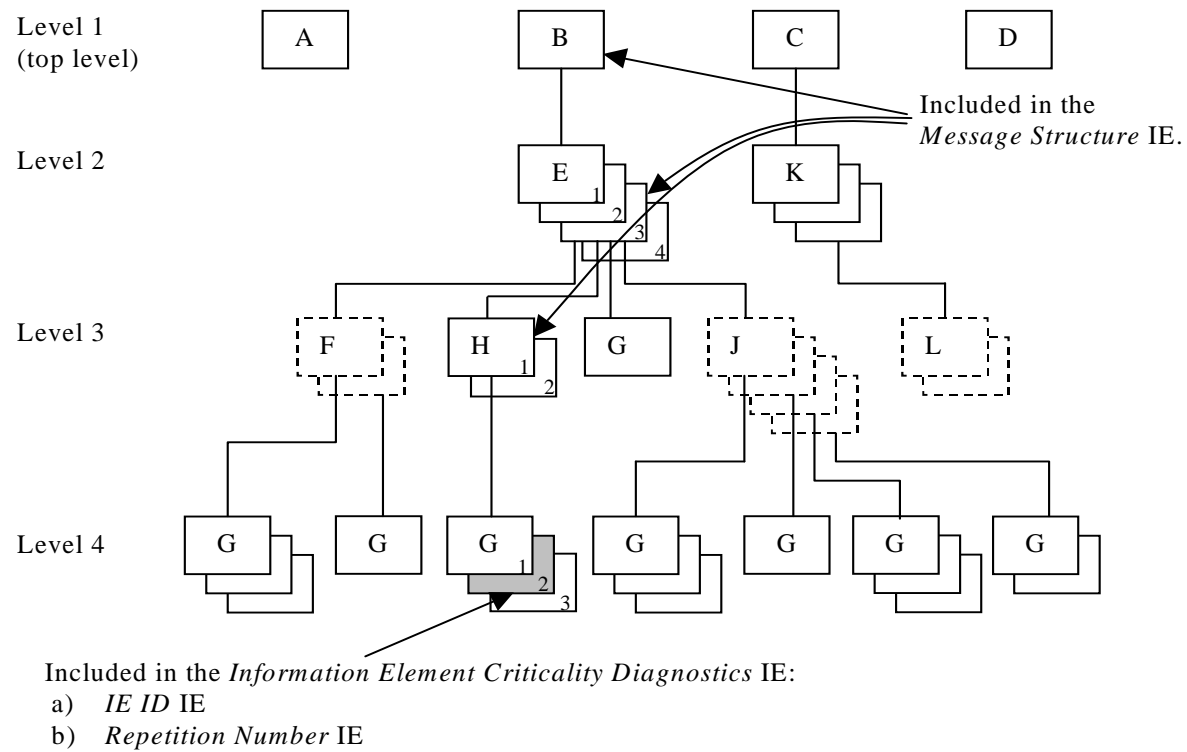 Level 1
(top level)
A
B
C
D
Included in the
Message Structure IE.
Level 2
E
1
2
3
4
K
Level 3
F
H
1
2
G
J
L
Level 4
G
G
G
1
2
3
G
G
G
G
Included in the Information Element Criticality Diagnostics IE:
a) IE ID IE
b) Repetition Number IE